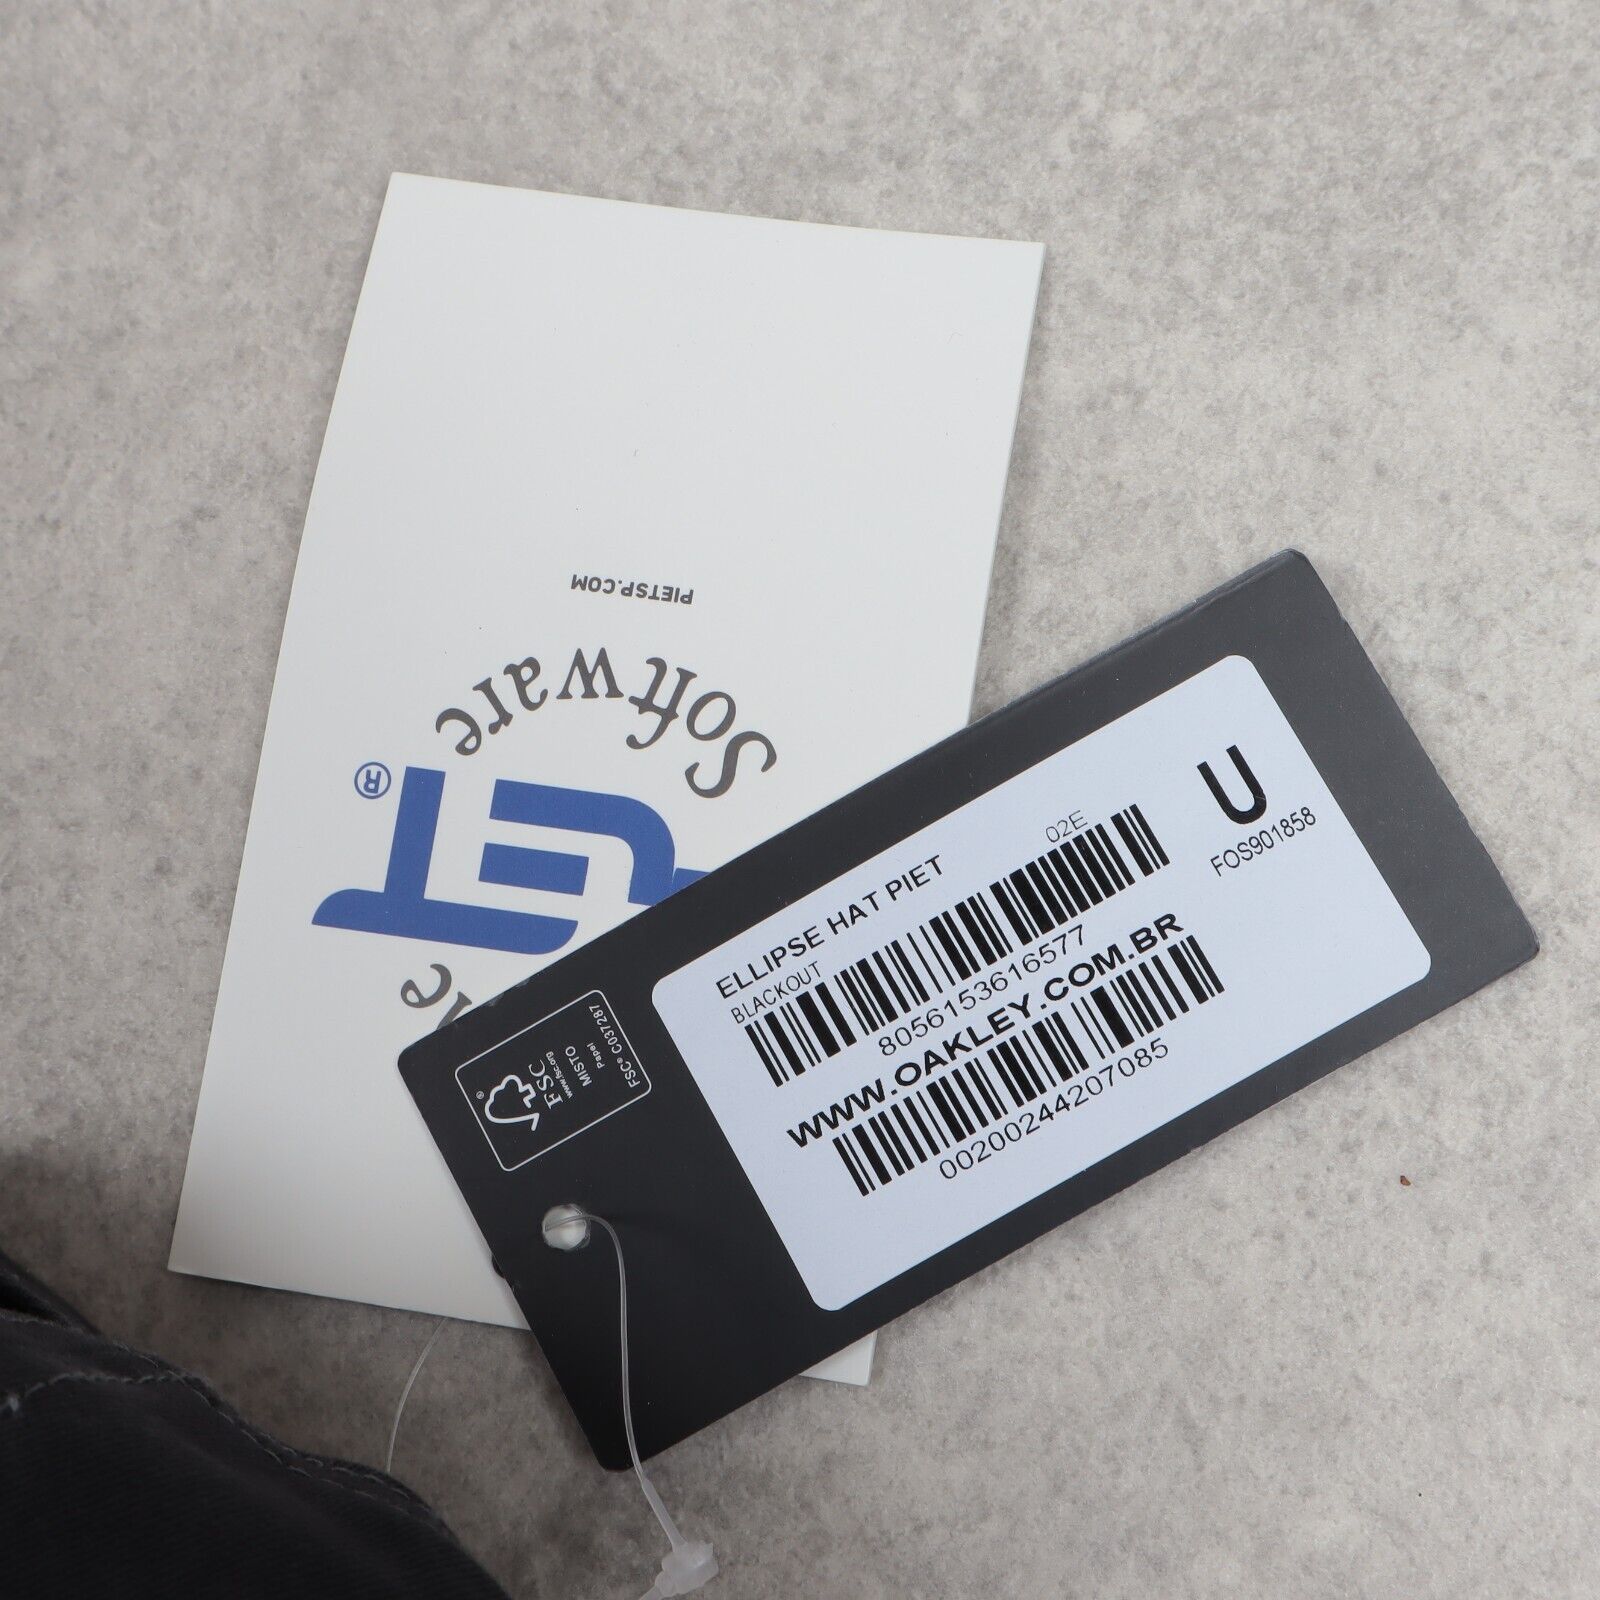 PIETSP.COM
Software
ET®
e
ELLIPSE HAT PIET
BLACKOUT
02E
8056153616577
WWW.OAKLEY.COM.BR
00200244207085
U
FOS901858
®
FSC
www.fsc.org
MISTO
Papel
FSC® C037287